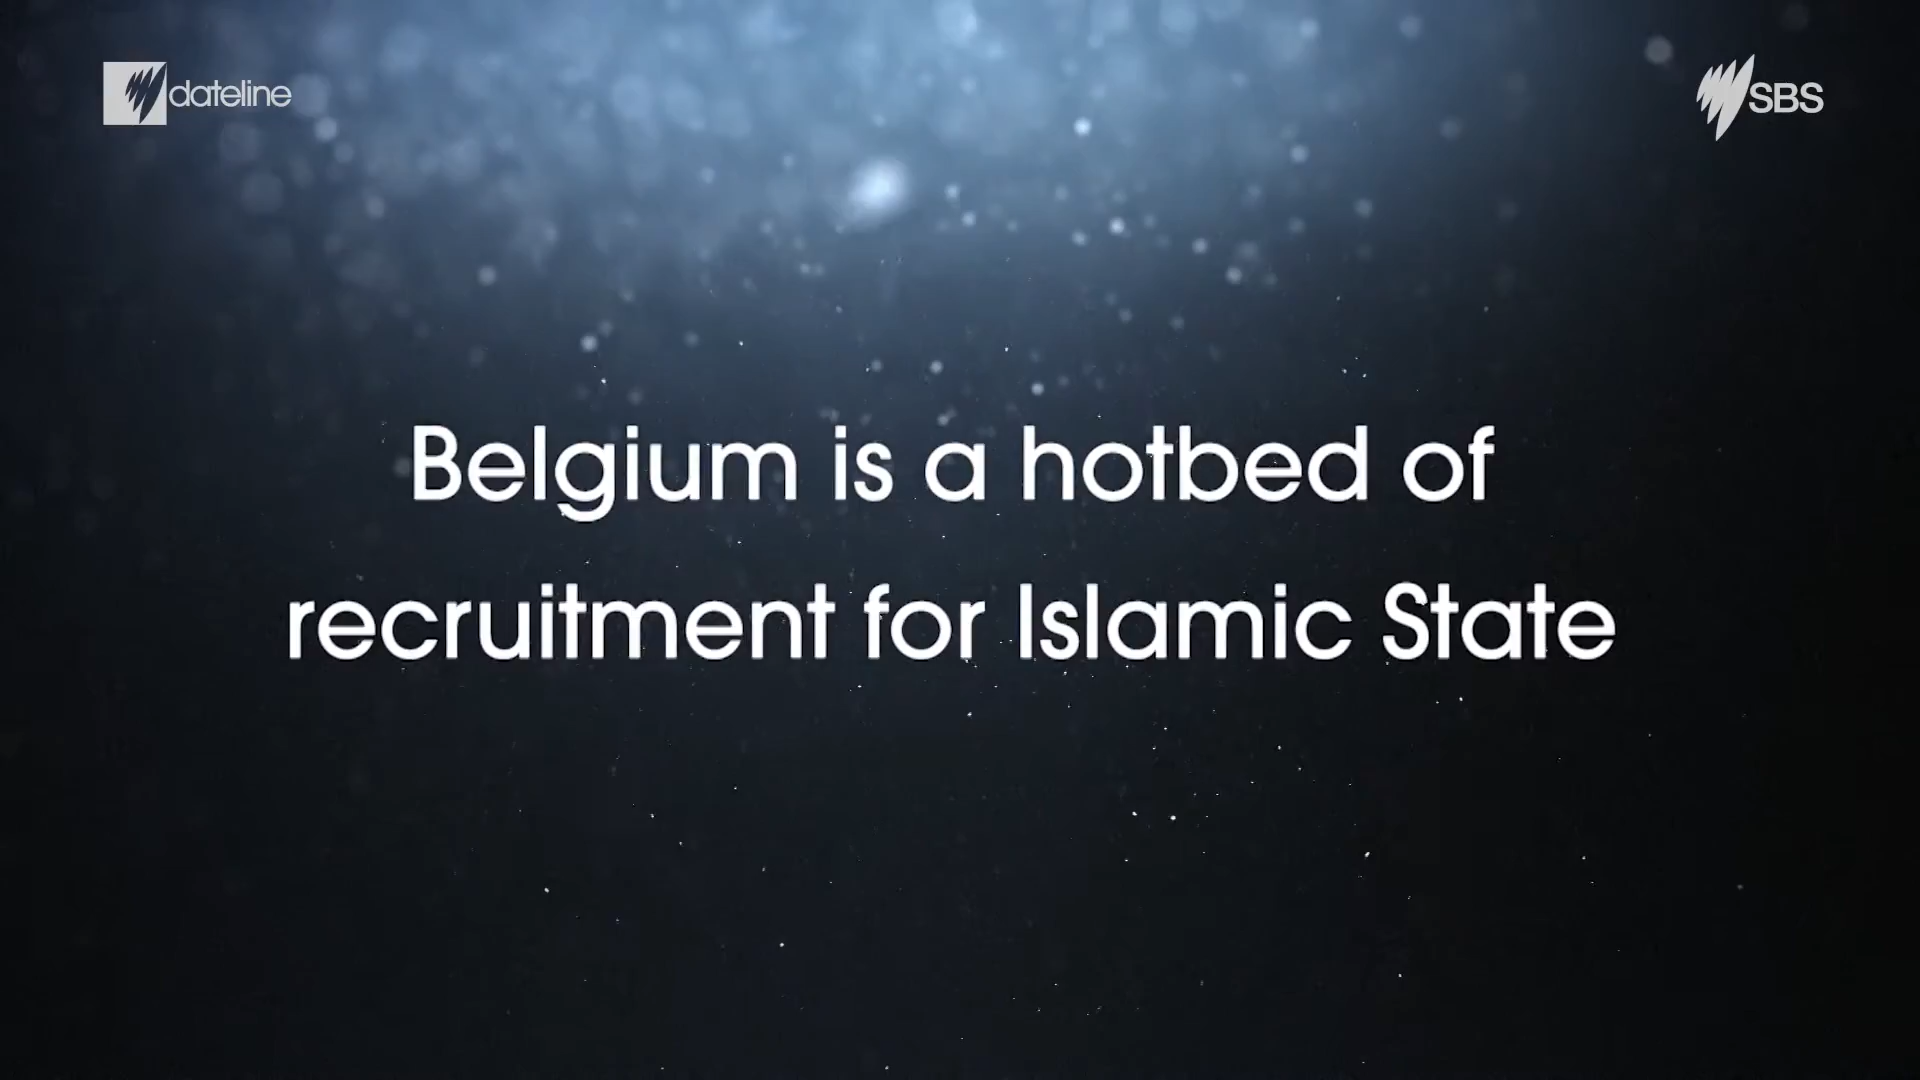 dateline
SBS
Belgium is a hotbed of
recruitment for Islamic State